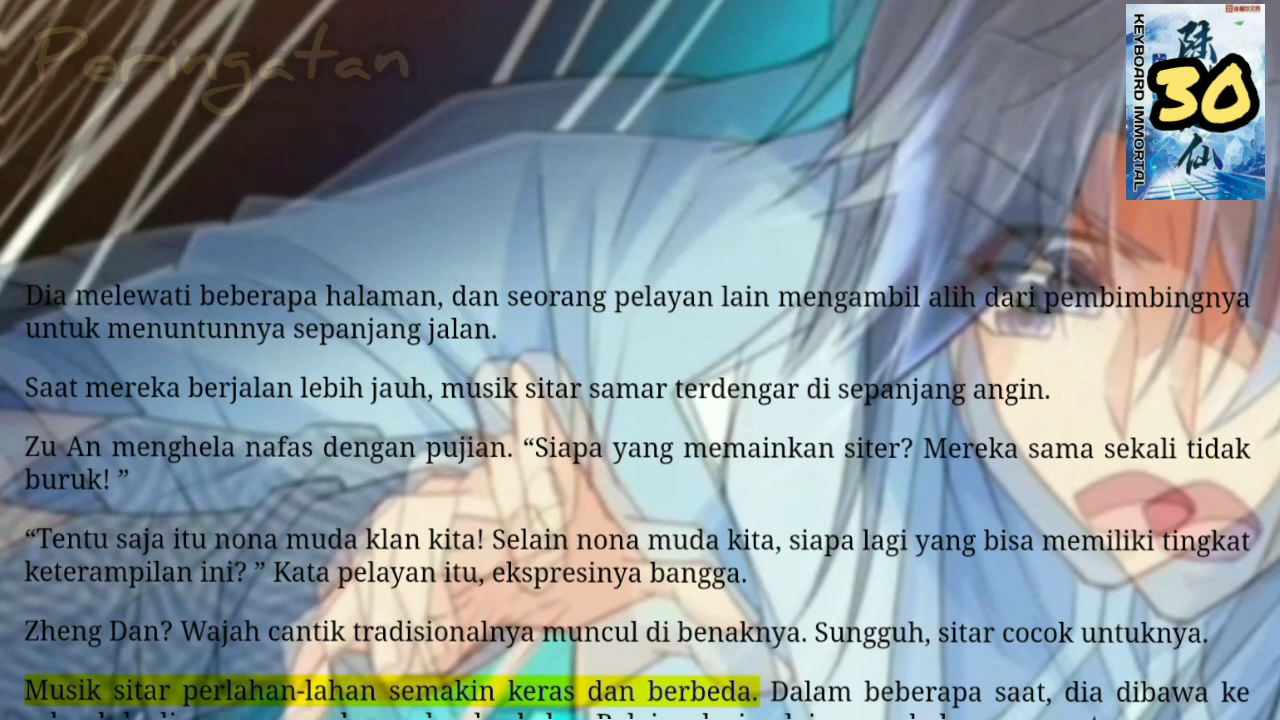 Peringatan
KEYBOARD IMMORTAL
30
仙
Dia melewati beberapa halaman, dan seorang pelayan lain mengambil alih dari pembimbingnya
untuk menuntunnya sepanjang jalan.
Saat mereka berjalan lebih jauh, musik sitar samar terdengar di sepanjang angin.
Zu An menghela nafas dengan pujian. “Siapa yang memainkan siter? Mereka sama sekali tidak
buruk! ”
“Tentu saja itu nona muda klan kita! Selain nona muda kita, siapa lagi yang bisa memiliki tingkat
keterampilan ini? ” Kata pelayan itu, ekspresinya bangga.
Zheng Dan? Wajah cantik tradisionalnya muncul di benaknya. Sungguh, sitar cocok untuknya.
Musik sitar perlahan-lahan semakin keras dan berbeda. Dalam beberapa saat, dia dibawa ke